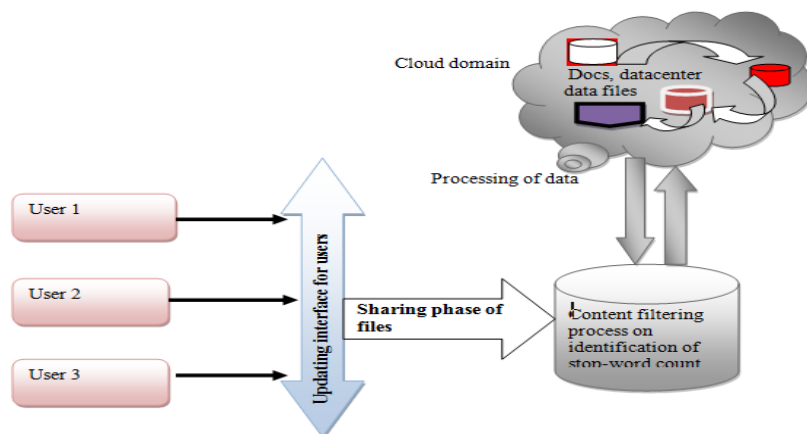 Cloud domain
Docs, datacenter
data files
Processing of data
User 1
User 2
User 3
Updating interface for users
Sharing phase of
files
Content filtering
process on
identification of
stop-word count